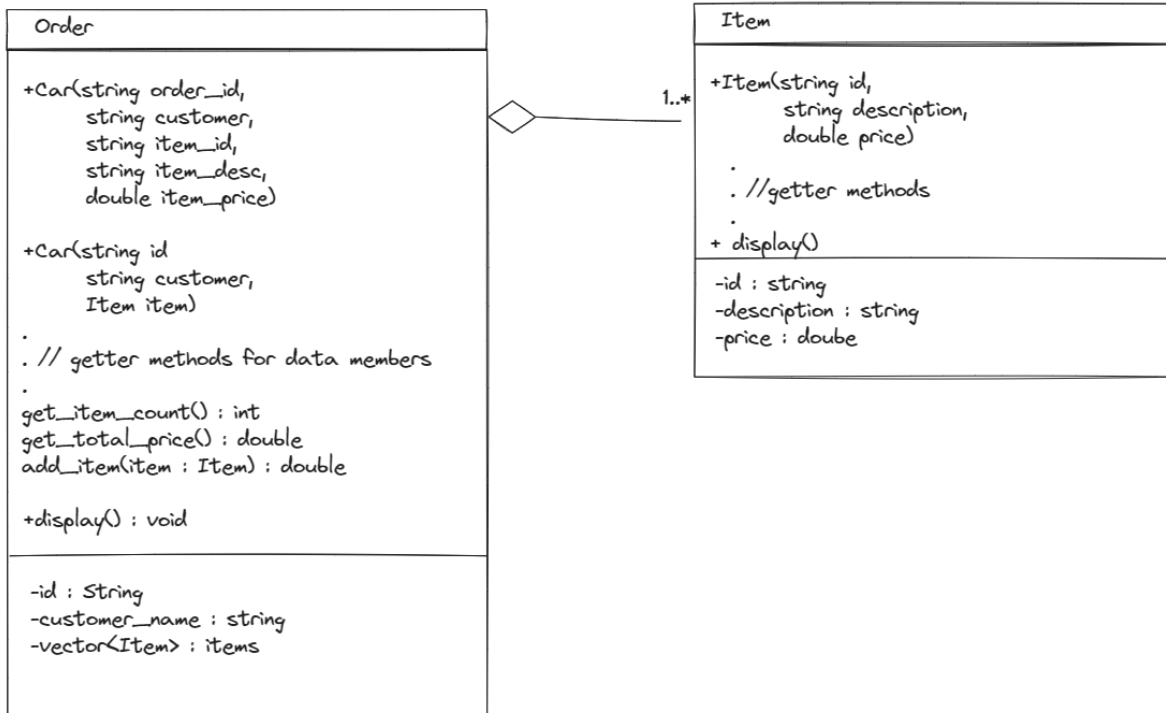 Order
+Car(string order_id,
string customer,
string item_id,
string item_desc,
double item_price)
+Car(string id
string customer,
Item item)
.
. // getter methods for data members
.
get_item_count() : int
get_total_price() : double
add_item(item : Item) : double
+display() : void
-id : String
-customer_name : string
-vector<Item> : items
1..*
Item
+Item(string id,
string description,
double price)
.
. //getter methods
.
+ display()
-id : string
-description : string
-price : doube